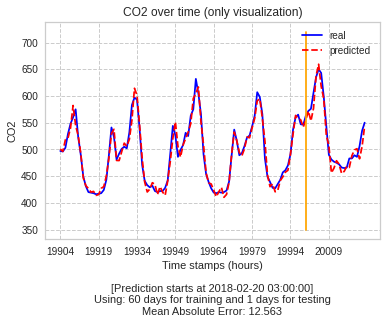 CO2 over time (only visualization)
real
predicted
700
650
600
550
500
450
400
350
CO2
19904 19919 19934 19949 19964 19979 19994 20009
Time stamps (hours)
[Prediction starts at 2018-02-20 03:00:00]
Using: 60 days for training and 1 days for testing
Mean Absolute Error: 12.563